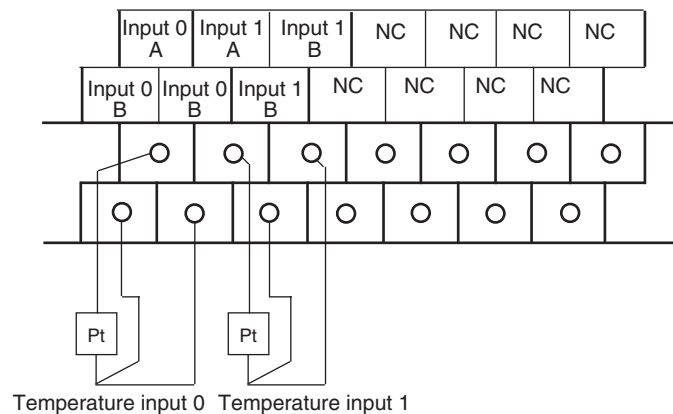 Input 0 A Input 1 A Input 1 B NC NC NC NC
Input 0 B Input 0 B Input 1 B NC NC NC NC
Pt Pt
Temperature input 0 Temperature input 1